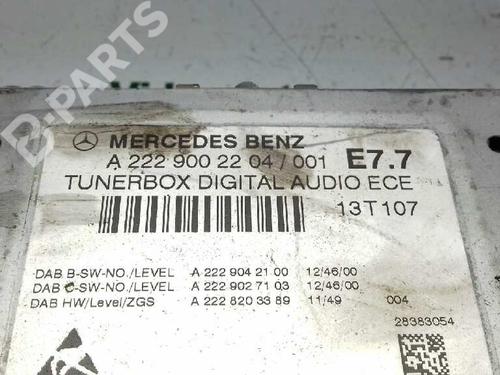 B-PARTS
MERCEDES BENZ
A 222 900 22 04 / 001 E7.7
TUNERBOX DIGITAL AUDIO ECE
13T107
DAB B-SW-NO./LEVEL A 222 904 21 00 12/46/00
DAB C-SW-NO./LEVEL A 222 902 71 03 12/46/00
DAB HW/Level/ZGS A 222 820 33 89 11/49 004
28383054